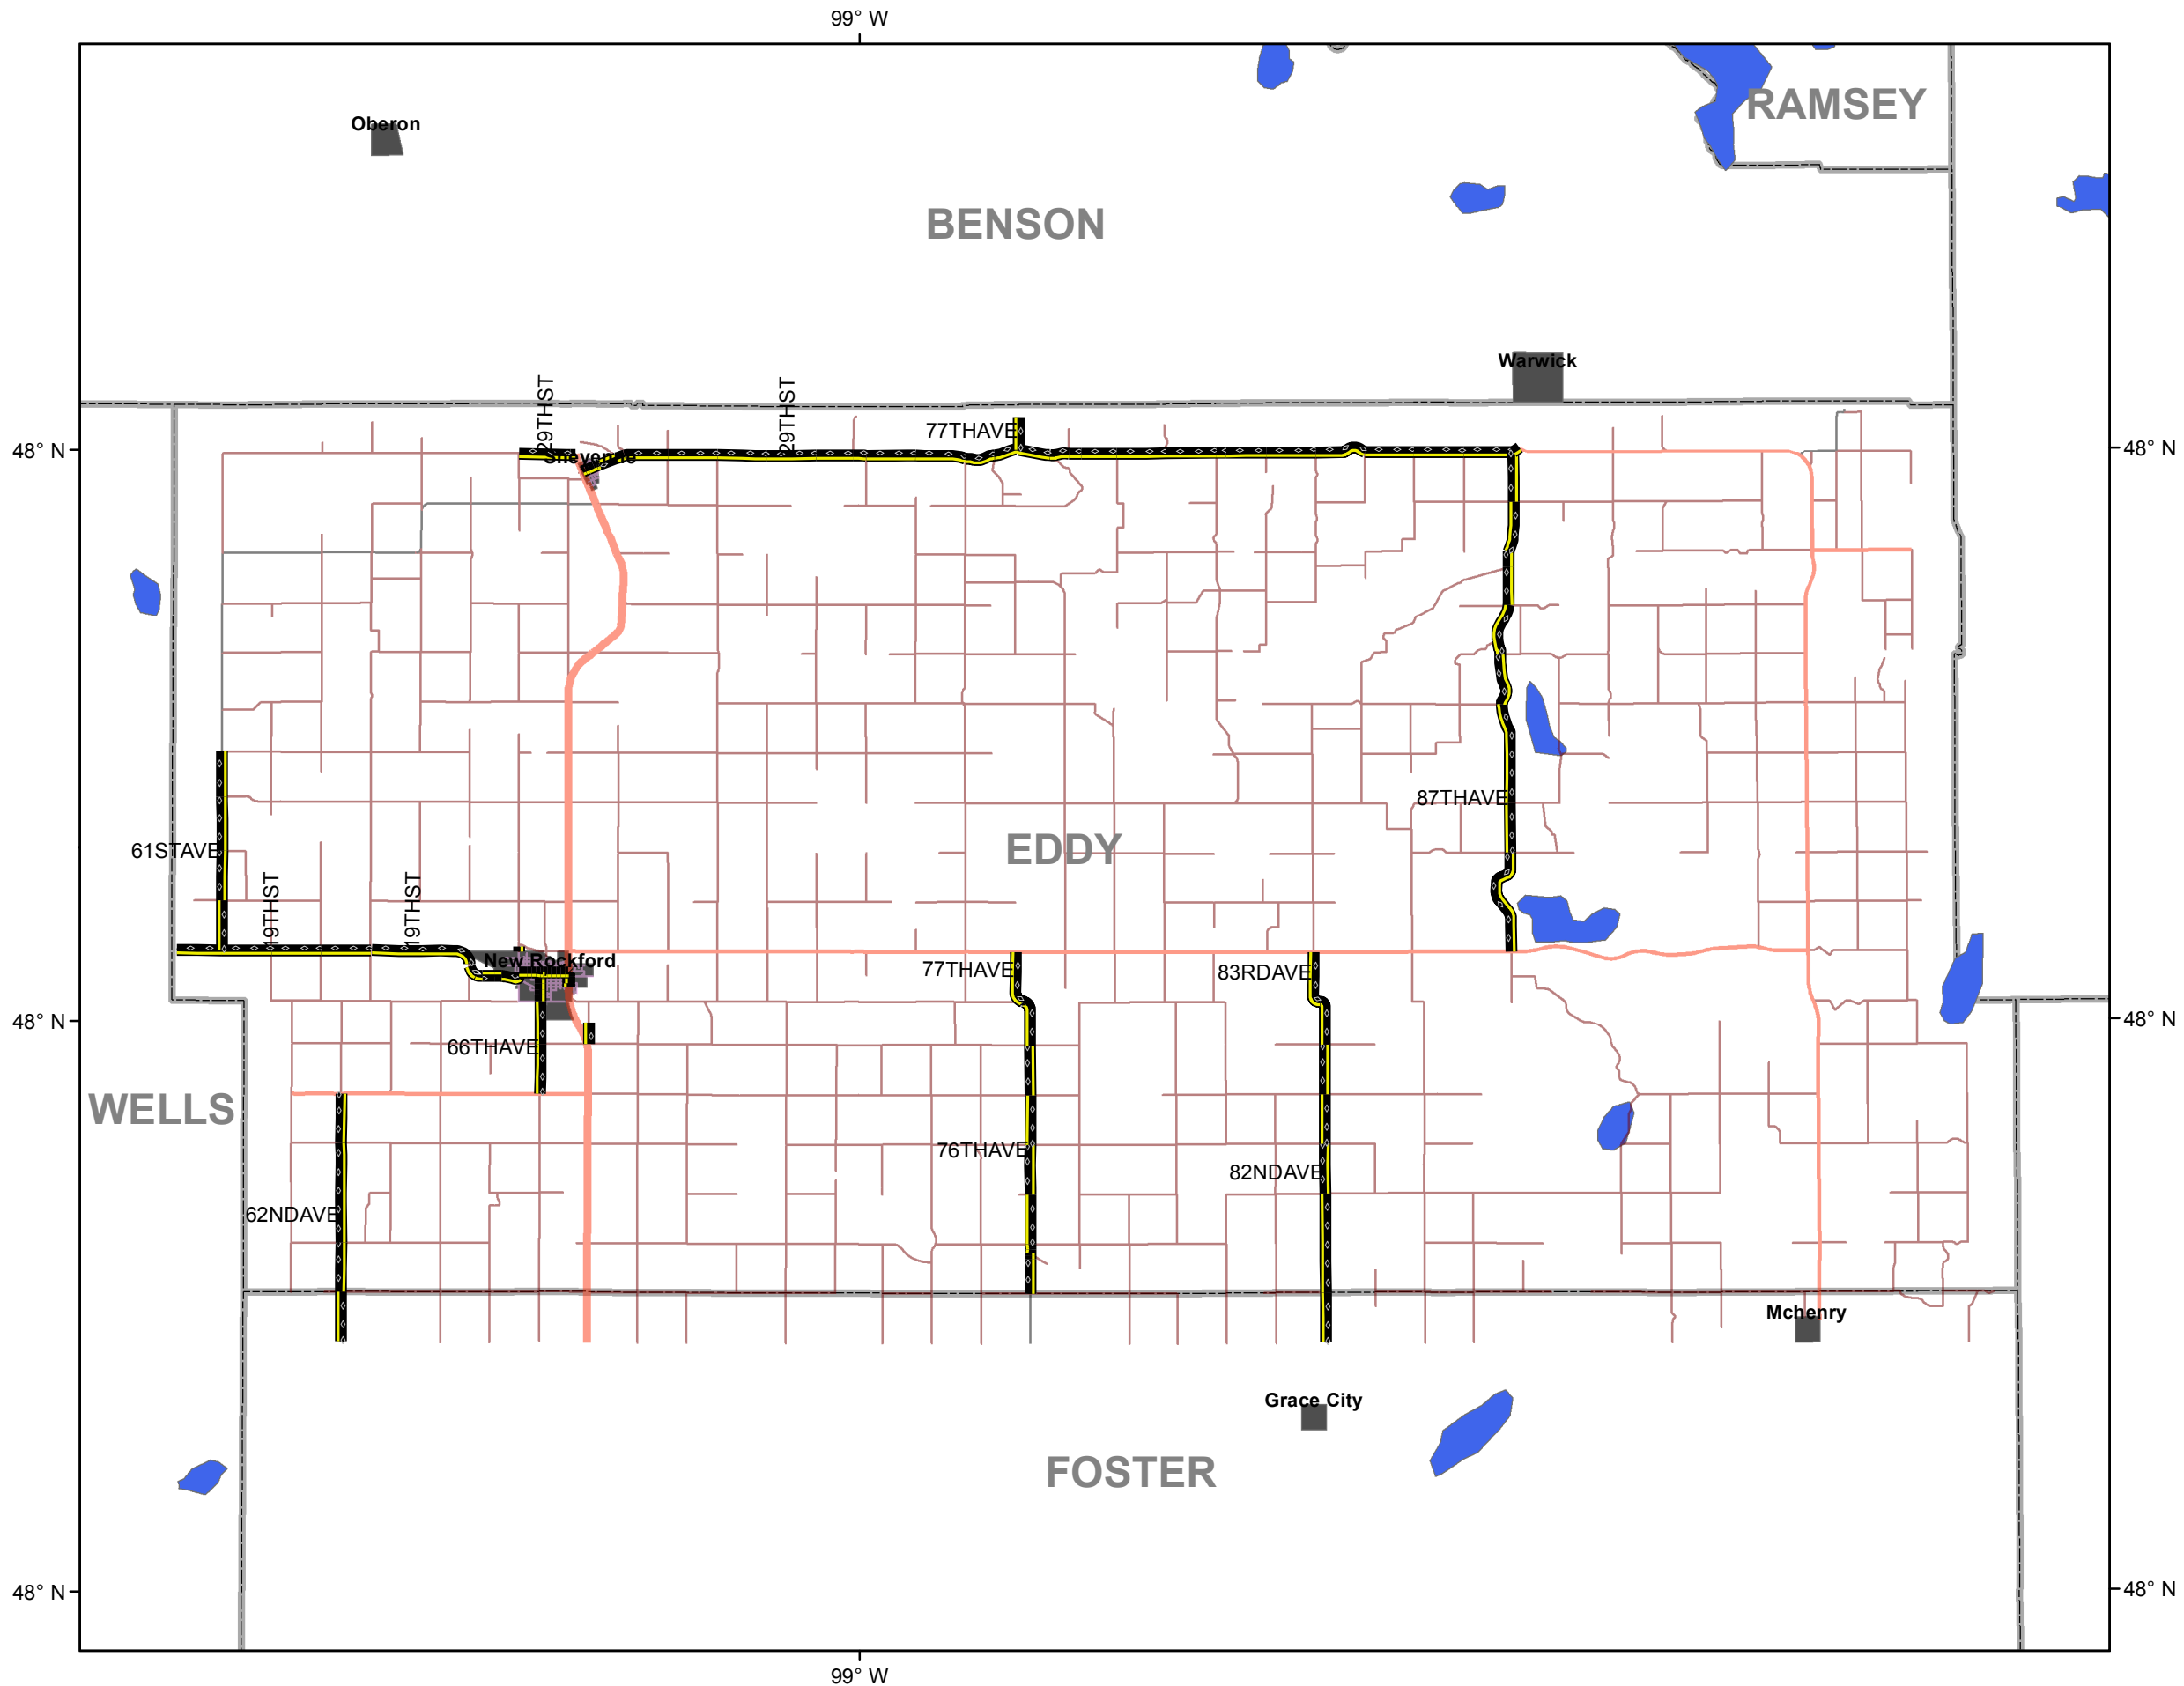 99° W
RAMSEY
Oberon
BENSON
Warwick
29THST
29THST
77THAVE
48° N
48° N
Sheyenne
87THAVE
EDDY
61STAVE
19THST
19THST
New Rockford
77THAVE
83RDAVE
48° N
48° N
66THAVE
WELLS
76THAVE
82NDAVE
62NDAVE
Mchenry
Grace City
FOSTER
48° N
48° N
99° W